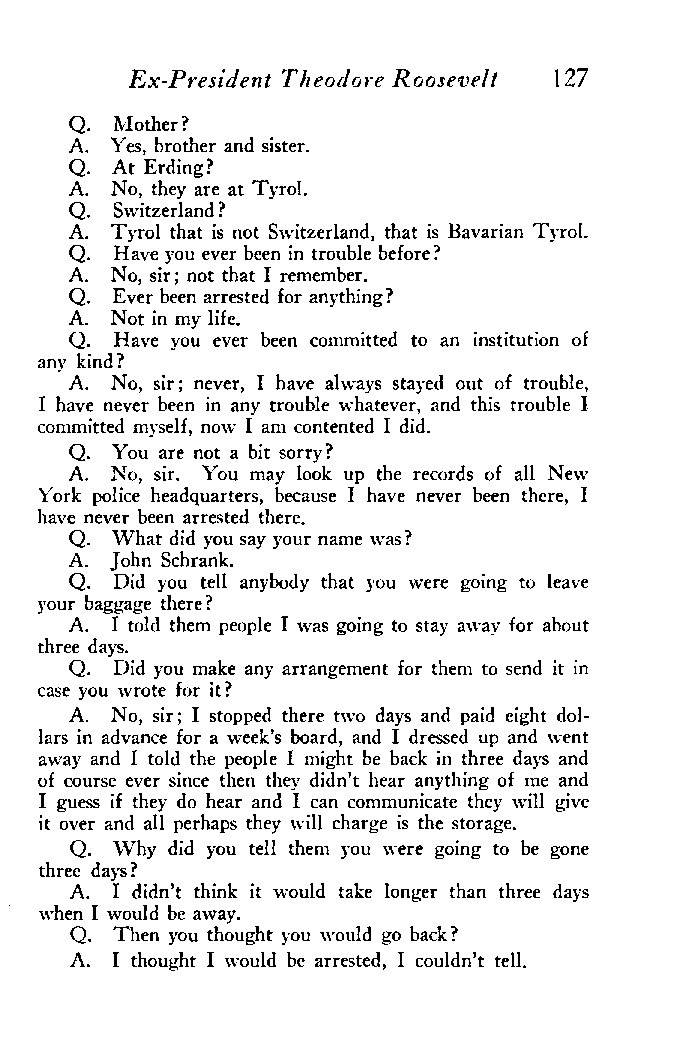 Ex-President Theodore Roosevelt 127
Q. Mother?
A. Yes, brother and sister.
Q. At Erding?
A. No, they are at Tyrol.
Q. Switzerland?
A. Tyrol that is not Switzerland, that is Bavarian Tyrol.
Q. Have you ever been in trouble before?
A. No, sir; not that I remember.
Q. Ever been arrested for anything?
A. Not in my life.
Q. Have you ever been committed to an institution of
any kind?
A. No, sir; never, I have always stayed out of trouble,
I have never been in any trouble whatever, and this trouble I
committed myself, now I am contented I did.
Q. You are not a bit sorry?
A. No, sir. You may look up the records of all New
York police headquarters, because I have never been there, I
have never been arrested there.
Q. What did you say your name was?
A. John Schrank.
Q. Did you tell anybody that you were going to leave
your baggage there?
A. I told them people I was going to stay away for about
three days.
Q. Did you make any arrangement for them to send it in
case you wrote for it?
A. No, sir; I stopped there two days and paid eight dol-
lars in advance for a week's board, and I dressed up and went
away and I told the people I might be back in three days and
of course ever since then they didn't hear anything of me and
I guess if they do hear and I can communicate they will give
it over and all perhaps they will charge is the storage.
Q. Why did you tell them you were going to be gone
three days?
A. I didn't think it would take longer than three days
when I would be away.
Q. Then you thought you would go back?
A. I thought I would be arrested, I couldn't tell.